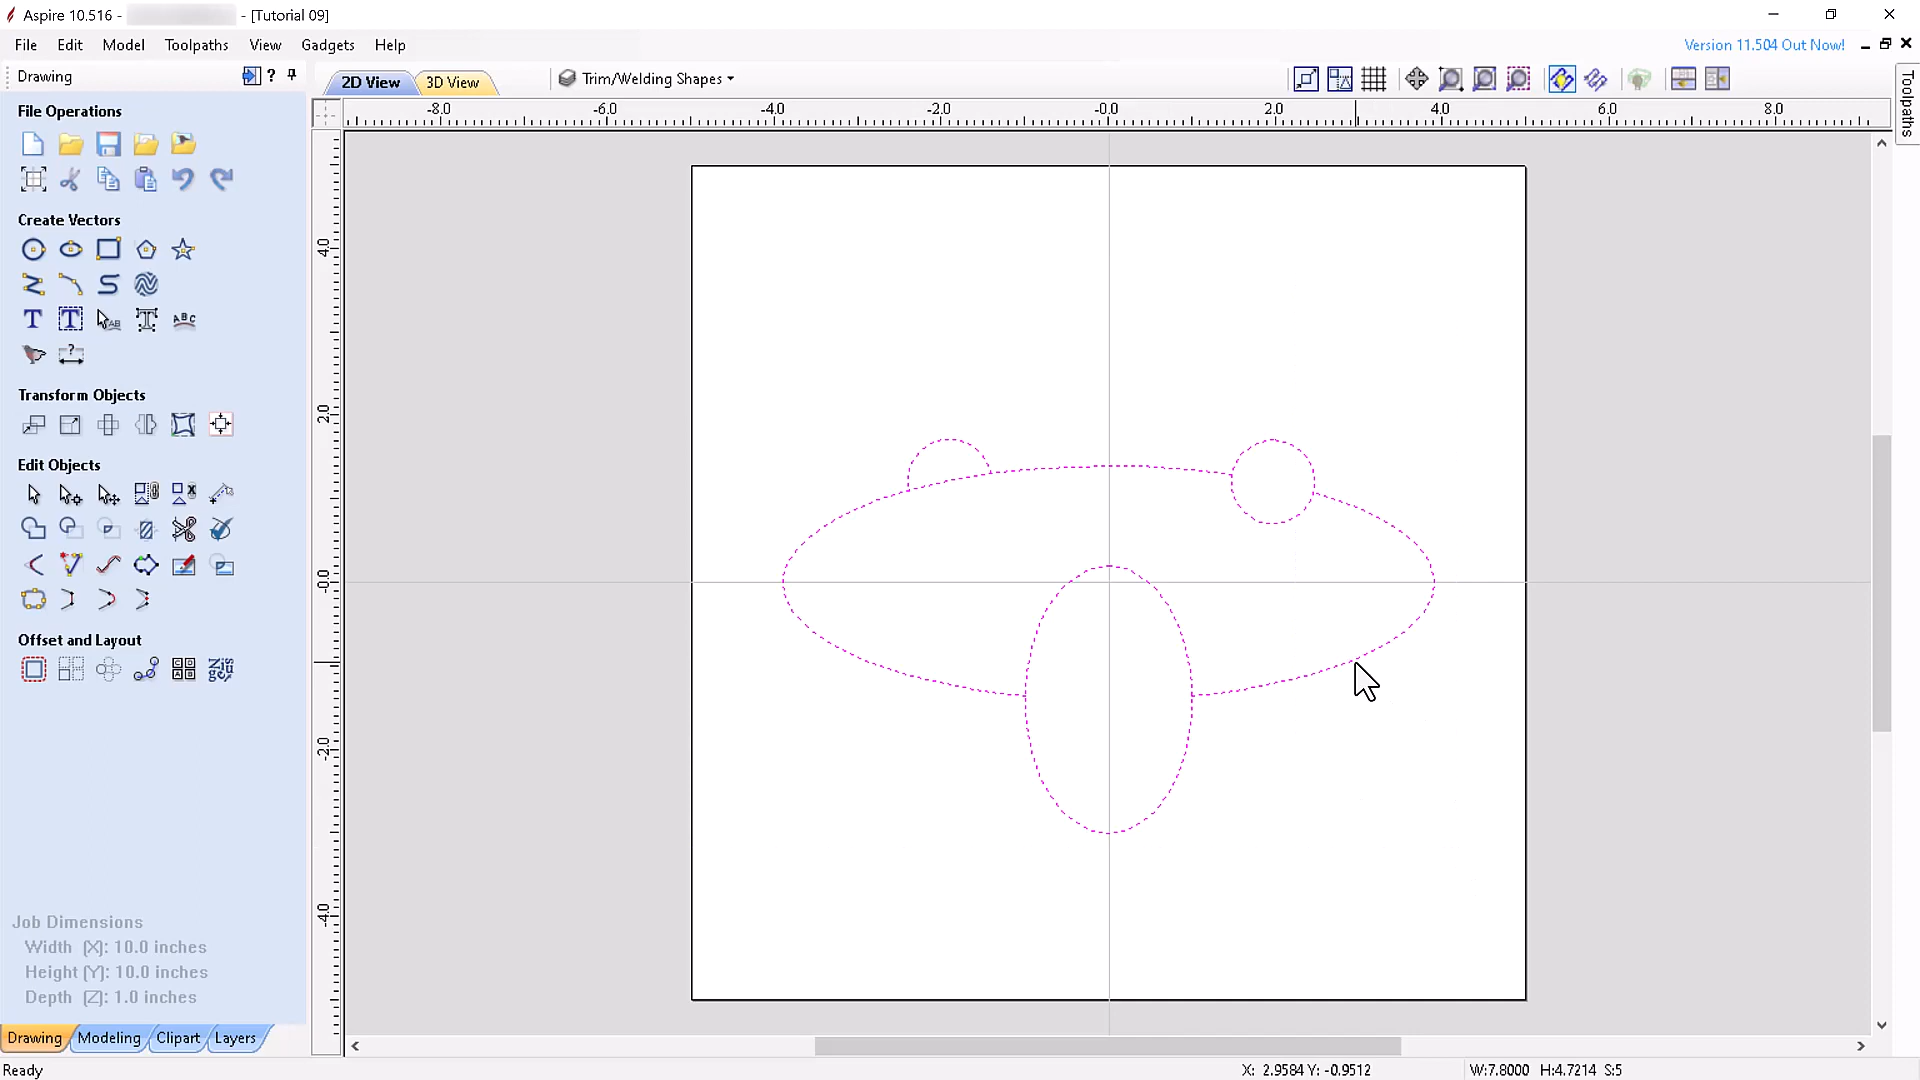 Aspire 10.516 - - [Tutorial 09]
File Edit Model Toolpaths View Gadgets Help
Version 11.504 Out Now!
Drawing ?
2D View 3D View Trim/Welding Shapes
Toolpaths
-8.0 -6.0 -4.0 -2.0 -0.0 2.0 4.0 6.0 8.0
File Operations
Create Vectors
Transform Objects
Edit Objects
Offset and Layout
4.0
2.0
-0.0
-2.0
-4.0
Job Dimensions
Width (X): 10.0 inches
Height (Y): 10.0 inches
Depth (Z): 1.0 inches
Drawing Modeling Clipart Layers
Ready X: 2.9584 Y: -0.9512 W:7.8000 H:4.7214 S:5